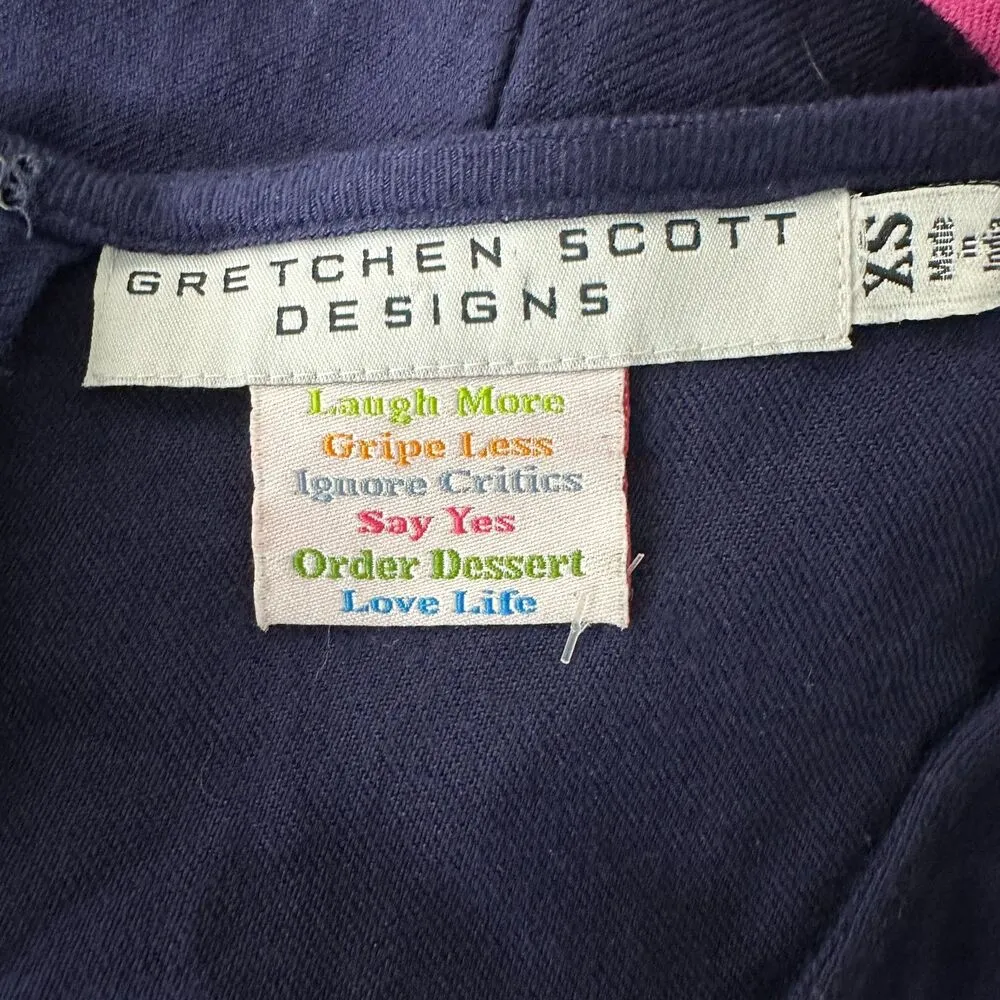 GRETCHEN SCOTT
DESIGNS
XS
Made
in
India
Laugh More
Gripe Less
Ignore Critics
Say Yes
Order Dessert
Love Life